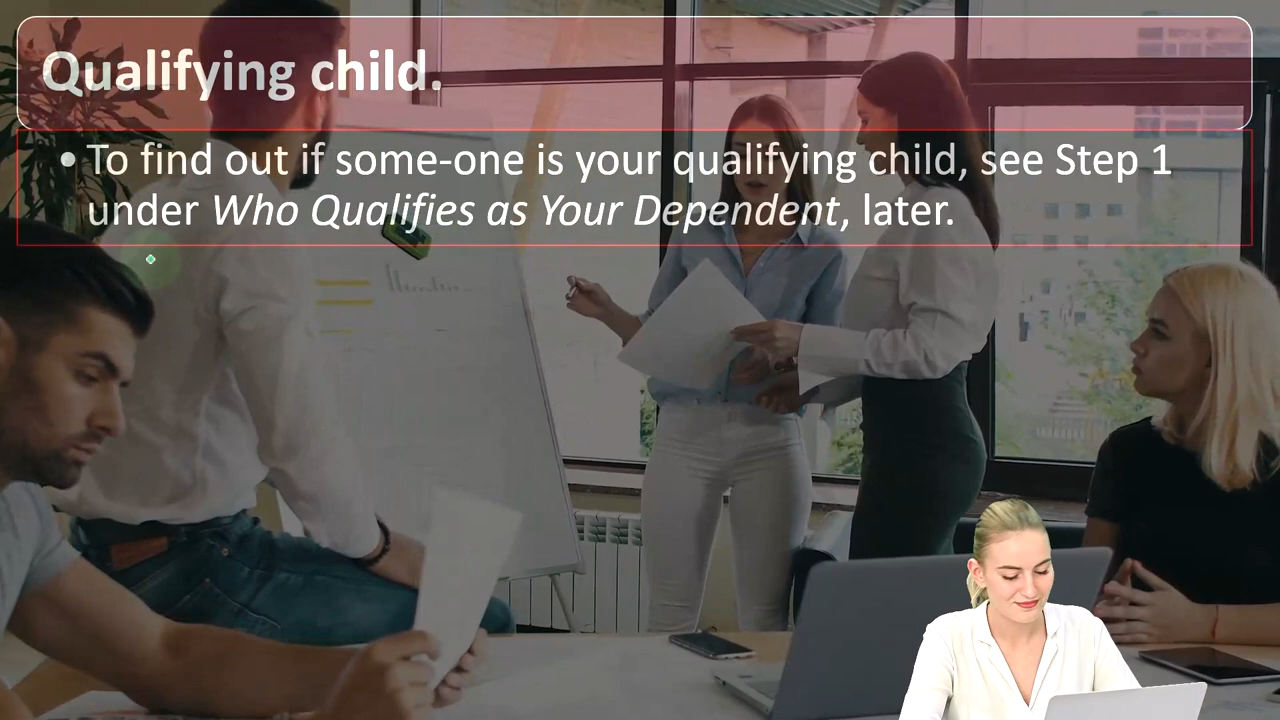 Qualifying child.
• To find out if some-one is your qualifying child, see Step 1
under Who Qualifies as Your Dependent, later.